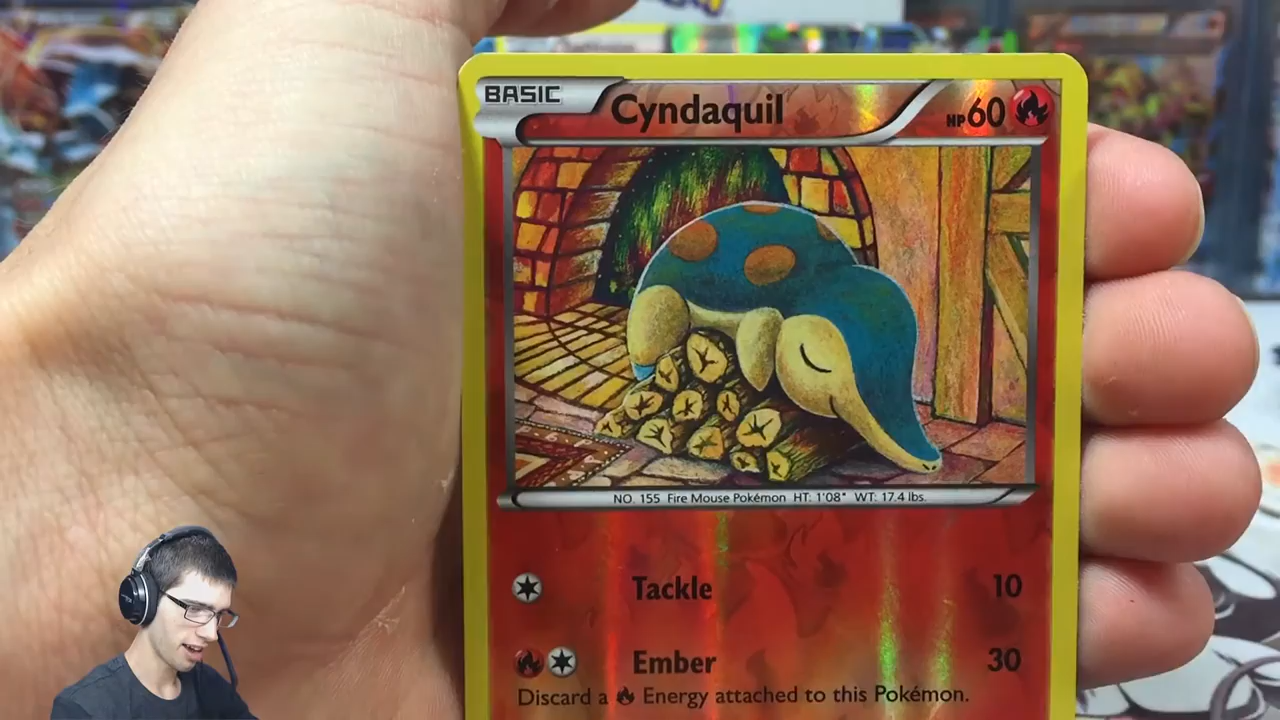 BASIC Cyndaquil HP60
NO. 155 Fire Mouse Pokémon HT: 1'08" WT: 17.4 lbs.
Tackle 10
Ember 30
Discard a Energy attached to this Pokémon.